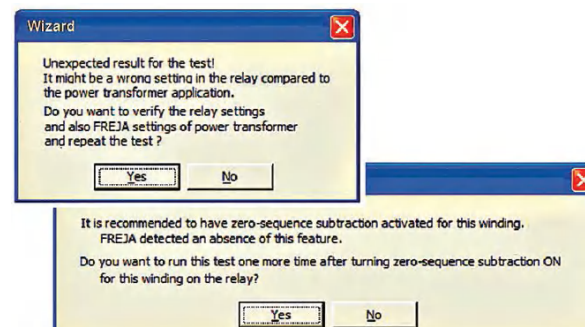 Wizard
Unexpected result for the test!
It might be a wrong setting in the relay compared to
the power transformer application.
Do you want to verify the relay settings
and also FREJA settings of power transformer
and repeat the test ?
Yes
No
It is recommended to have zero-sequence subtraction activated for this winding.
FREJA detected an absence of this feature.
Do you want to run this test one more time after turning zero-sequence subtraction ON
for this winding on the relay?
Yes
No